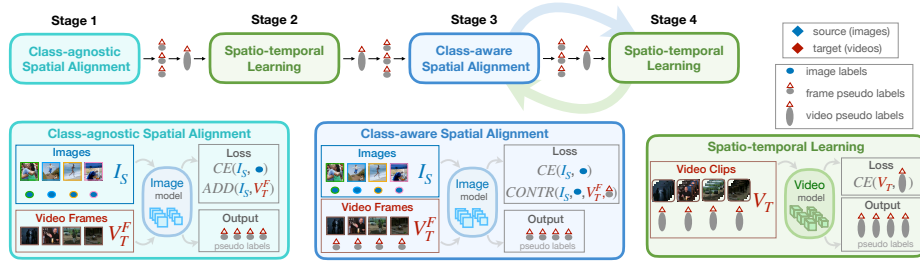 Stage 1
Stage 2
Stage 3
Stage 4
Class-agnostic
Spatial Alignment
Spatio-temporal
Learning
Class-aware
Spatial Alignment
Spatio-temporal
Learning
source (images)
target (videos)
image labels
frame pseudo labels
video pseudo labels
Class-agnostic Spatial Alignment
Images
I_S
Video Frames
V_T^F
Image
model
Loss
CE(I_S, )
ADD(I_S, V_T^F)
Output
pseudo labels
Class-aware Spatial Alignment
Images
I_S
Video Frames
V_T^F
Image
model
Loss
CE(I_S, )
CONTR(I_S, , V_T^F, )
Output
pseudo labels
Spatio-temporal Learning
Video Clips
V_T
Video
model
Loss
CE(V_T, )
Output
pseudo labels